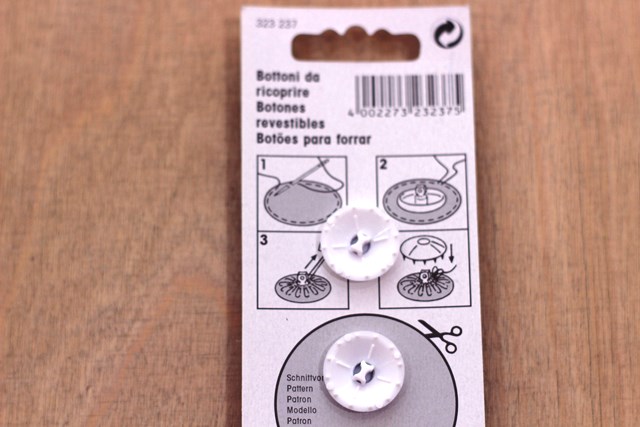 323 237
Bottoni da
ricoprire
Botones
revestibles
Botões para forrar
4 002273 232375
1
2
3
Pattern
Patron
Modello
Patron